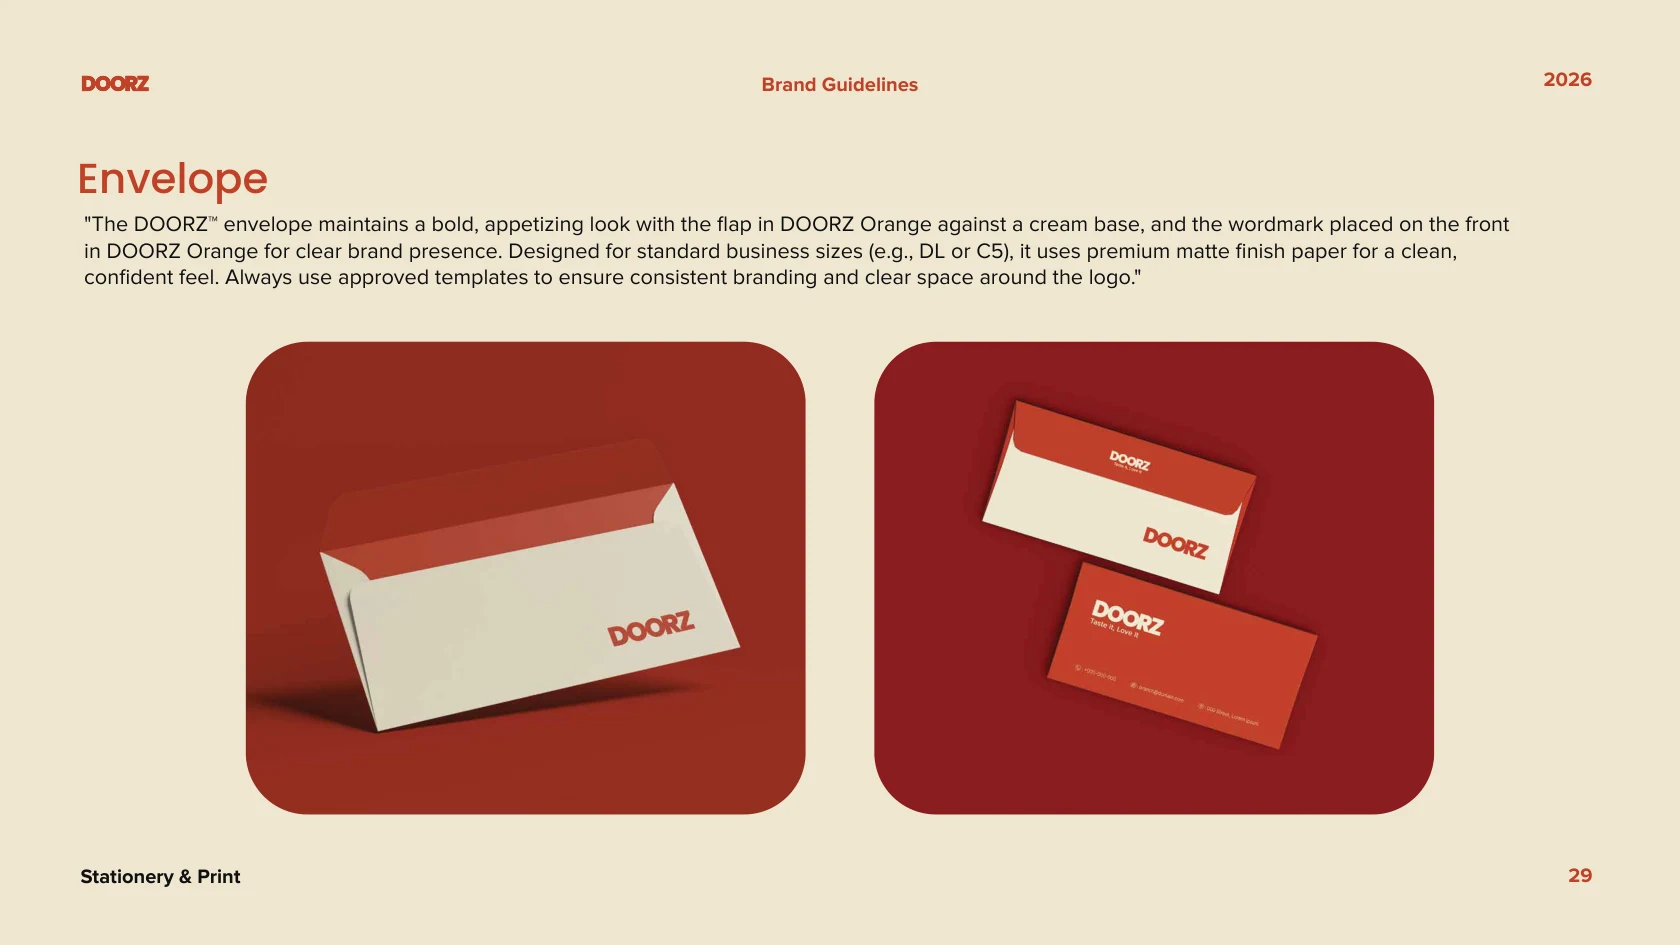 DOORZ
Brand Guidelines
2026
Envelope
"The DOORZ™ envelope maintains a bold, appetizing look with the flap in DOORZ Orange against a cream base, and the wordmark placed on the front
in DOORZ Orange for clear brand presence. Designed for standard business sizes (e.g., DL or C5), it uses premium matte finish paper for a clean,
confident feel. Always use approved templates to ensure consistent branding and clear space around the logo."
DOORZ
DOORZ
Taste it, Love it
DOORZ
DOORZ
Taste it, Love it
Stationery & Print
29